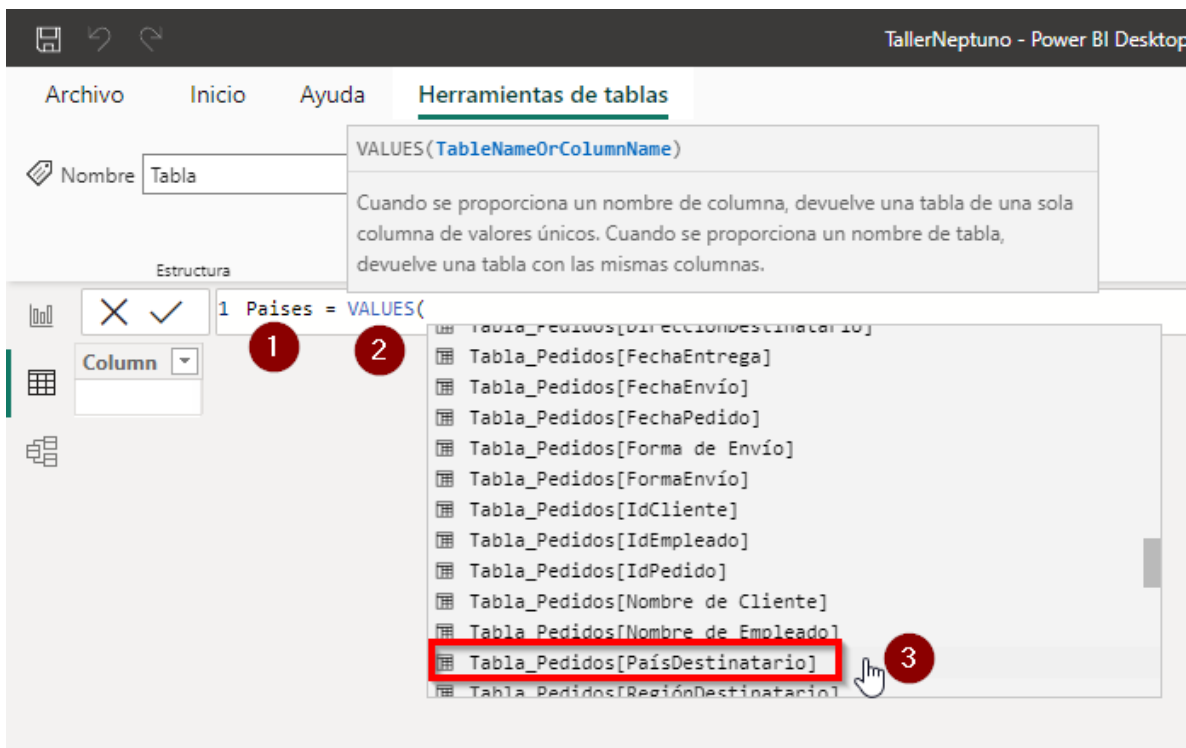 TallerNeptuno - Power BI Desktop
Archivo Inicio Ayuda Herramientas de tablas
Nombre Tabla
VALUES(TableNameOrColumnName)
Cuando se proporciona un nombre de columna, devuelve una tabla de una sola
columna de valores únicos. Cuando se proporciona un nombre de tabla,
devuelve una tabla con las mismas columnas.
Estructura
1 Paises = VALUES(
1
2
Column
Tabla_Pedidos[DirecciónDestinatario]
Tabla_Pedidos[FechaEntrega]
Tabla_Pedidos[FechaEnvío]
Tabla_Pedidos[FechaPedido]
Tabla_Pedidos[Forma de Envío]
Tabla_Pedidos[FormaEnvío]
Tabla_Pedidos[IdCliente]
Tabla_Pedidos[IdEmpleado]
Tabla_Pedidos[IdPedido]
Tabla_Pedidos[Nombre de Cliente]
Tabla_Pedidos[Nombre de Empleado]
Tabla_Pedidos[PaísDestinatario]
3
Tabla_Pedidos[RegiónDestinatario]